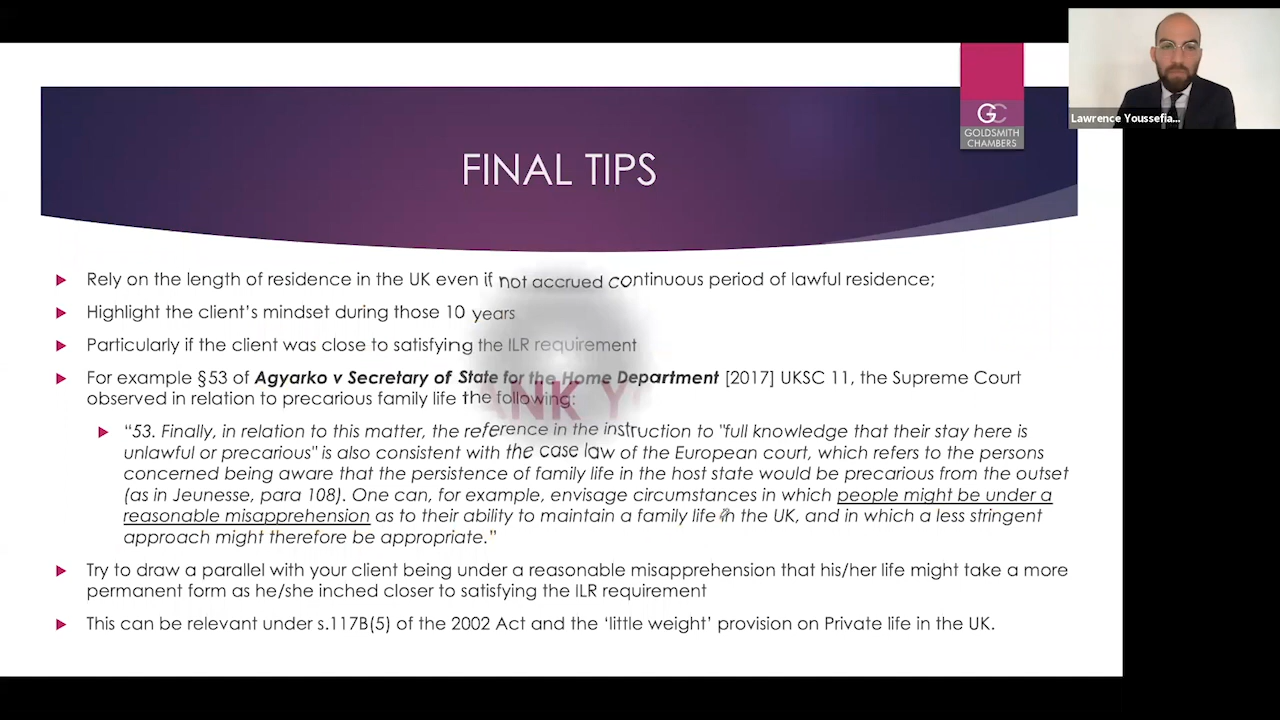 GC
GOLDSMITH
CHAMBERS
Lawrence Youssefia...
FINAL TIPS
Rely on the length of residence in the UK even if not accrued continuous period of lawful residence;
Highlight the client's mindset during those 10 years
Particularly if the client was close to satisfying the ILR requirement
For example §53 of Agyarko v Secretary of State for the Home Department [2017] UKSC 11, the Supreme Court
observed in relation to precarious family life the following:
"53. Finally, in relation to this matter, the reference in the instruction to "full knowledge that their stay here is
unlawful or precarious" is also consistent with the case law of the European court, which refers to the persons
concerned being aware that the persistence of family life in the host state would be precarious from the outset
(as in Jeunesse, para 108). One can, for example, envisage circumstances in which people might be under a
reasonable misapprehension as to their ability to maintain a family life in the UK, and in which a less stringent
approach might therefore be appropriate."
Try to draw a parallel with your client being under a reasonable misapprehension that his/her life might take a more
permanent form as he/she inched closer to satisfying the ILR requirement
This can be relevant under s.117B(5) of the 2002 Act and the 'little weight' provision on Private life in the UK.